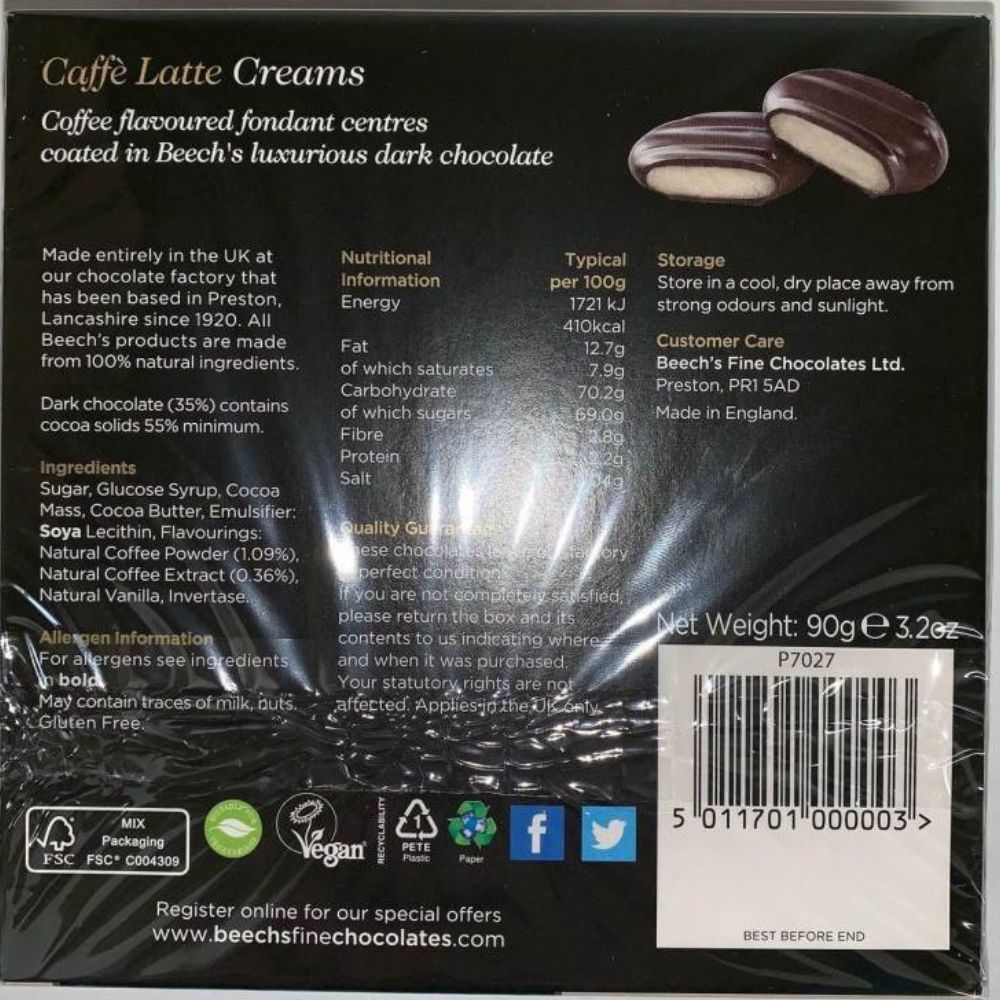 Caffè Latte Creams
Coffee flavoured fondant centres
coated in Beech's luxurious dark chocolate
Made entirely in the UK at
our chocolate factory that
has been based in Preston,
Lancashire since 1920. All
Beech's products are made
from 100% natural ingredients.
Dark chocolate (35%) contains
cocoa solids 55% minimum.
Ingredients
Sugar, Glucose Syrup, Cocoa
Mass, Cocoa Butter, Emulsifier:
Soya Lecithin, Flavourings:
Natural Coffee Powder (1.09%),
Natural Coffee Extract (0.36%),
Natural Vanilla, Invertase.
Allergen Information
For allergens see ingredients
in bold
May contain traces of milk, nuts.
Gluten Free.
Nutritional Typical
Information per 100g
Energy 1721 kJ
410kcal
Fat 12.7g
of which saturates 7.9g
Carbohydrate 70.2g
of which sugars 69.0g
Fibre
Protein
Salt
Quality Guarantee
chocolates
perfect condition
If you are not completely satisfied,
please return the box and its
contents to us indicating where
and when it was purchased.
Your statutory rights are not
affected. Applies in the UK only
Storage
Store in a cool, dry place away from
strong odours and sunlight.
Customer Care
Beech's Fine Chocolates Ltd.
Preston, PR1 5AD
Made in England.
Net Weight: 90g e 3.2oz
P7027
5 011701 000003 >
BEST BEFORE END
FSC
MIX
Packaging
FSC® C004309
Vegan
RECYCLABILITY
1
PETE
Plastic
Paper
f
Register online for our special offers
www.beechsfinechocolates.com